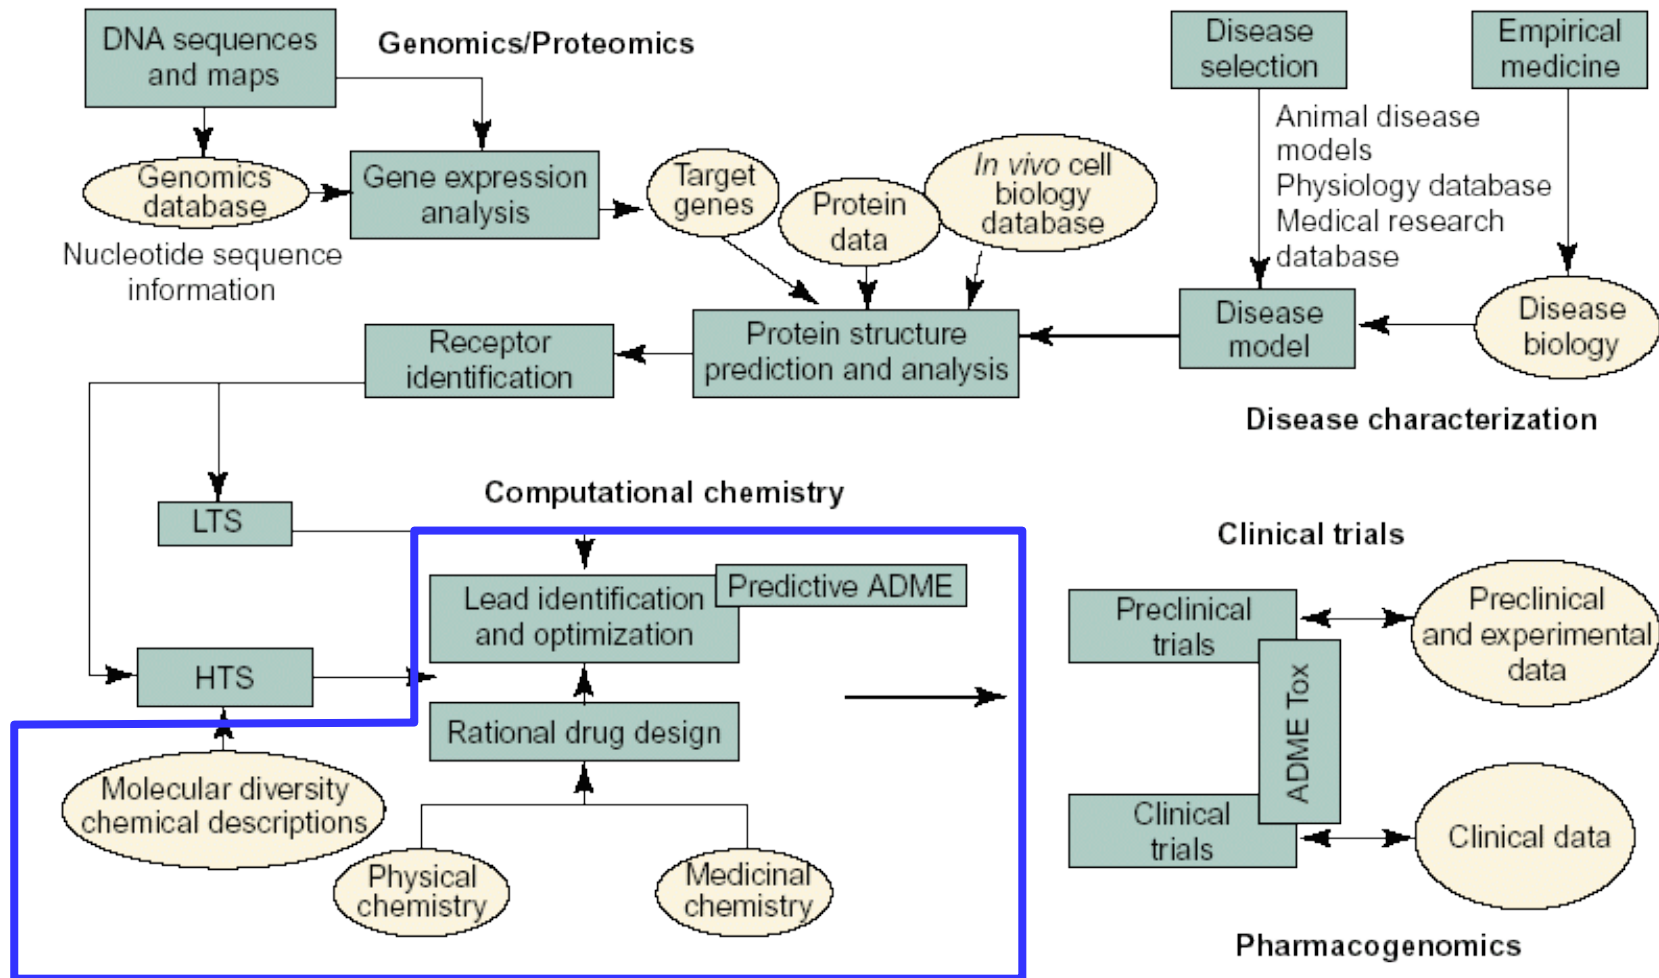 DNA sequences
and maps
Genomics/Proteomics
Disease
selection
Empirical
medicine
Genomics
database
Nucleotide sequence
information
Gene expression
analysis
Target
genes
Protein
data
In vivo cell
biology
database
Animal disease
models
Physiology database
Medical research
database
Receptor
identification
Protein structure
prediction and analysis
Disease
model
Disease
biology
Disease characterization
Computational chemistry
LTS
Lead identification
and optimization
Predictive ADME
HTS
Rational drug design
Molecular diversity
chemical descriptions
Physical
chemistry
Medicinal
chemistry
Clinical trials
Preclinical
trials
Preclinical
and experimental
data
ADME Tox
Clinical
trials
Clinical data
Pharmacogenomics